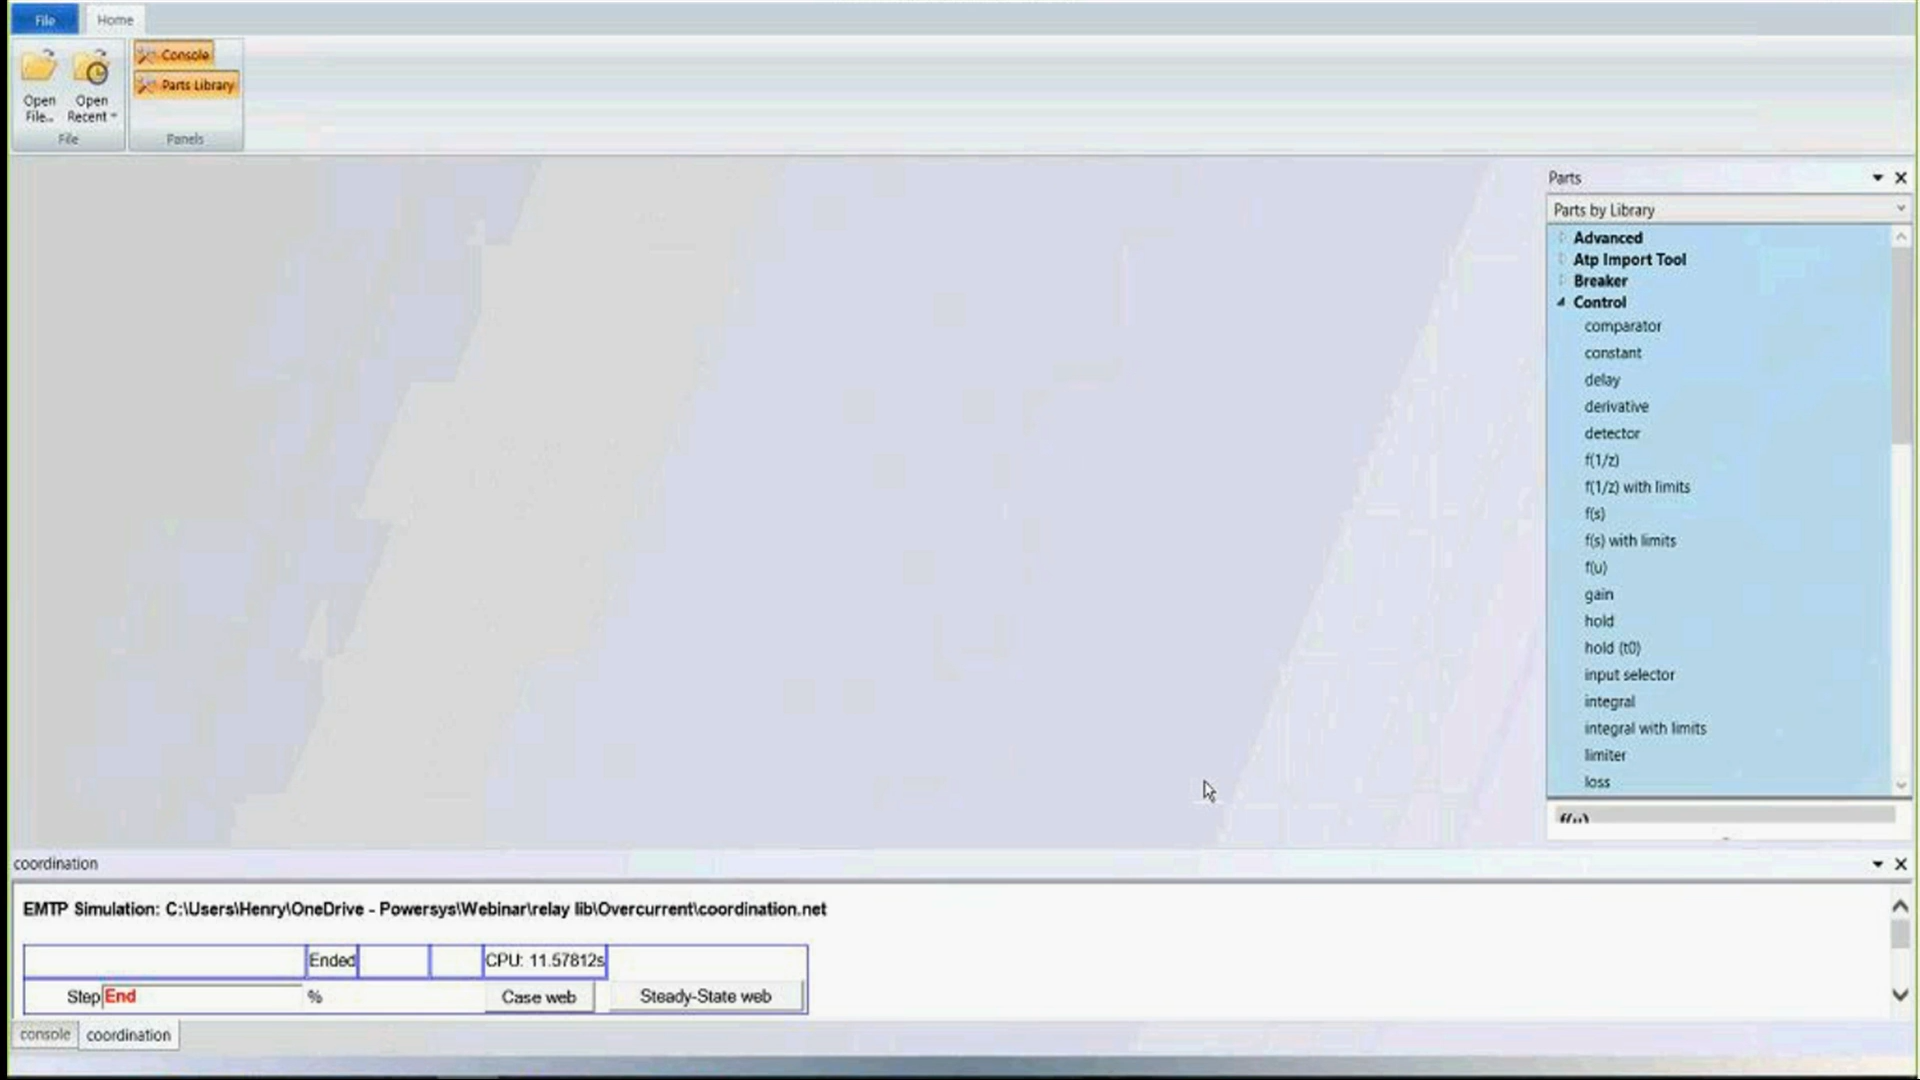 File Home
Console
Parts Library
Open File...
Open Recent
File
Panels
Parts
Parts by Library
Advanced
Atp Import Tool
Breaker
Control
comparator
constant
delay
derivative
detector
f(1/z)
f(1/z) with limits
f(s)
f(s) with limits
f(u)
gain
hold
hold (t0)
input selector
integral
integral with limits
limiter
loss
f(u)
coordination
EMTP Simulation: C:\Users\Henry\OneDrive - Powersys\Webinar\relay lib\Overcurrent\coordination.net
Ended CPU: 11.57812s
Step End % Case web Steady-State web
console coordination